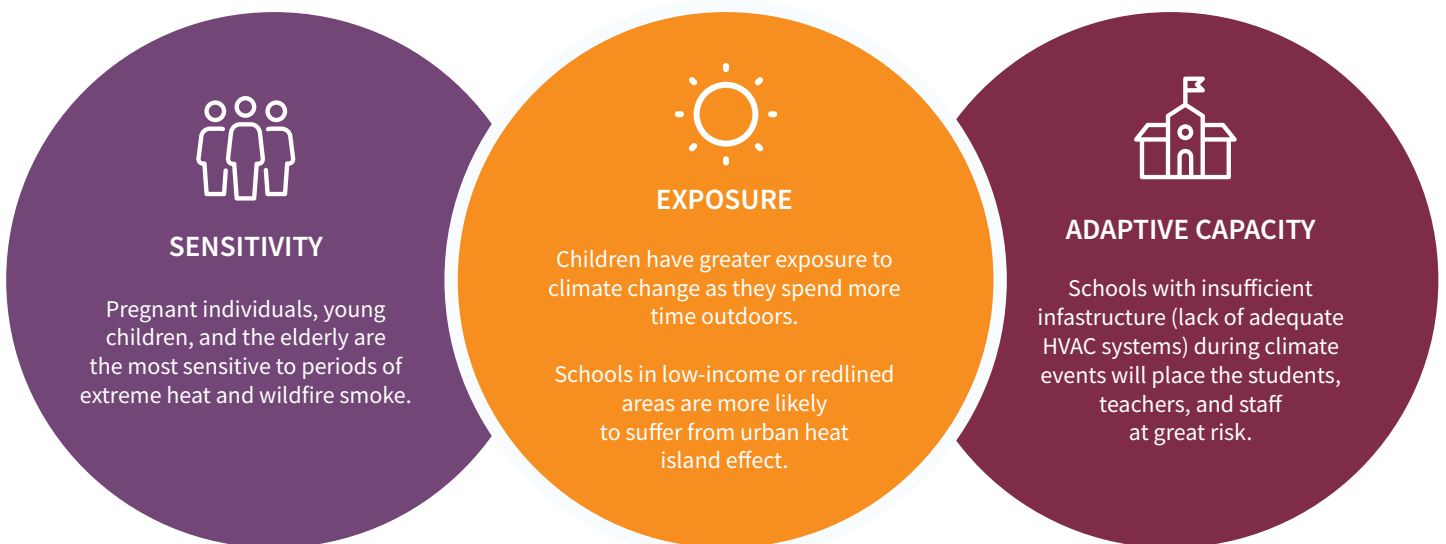 SENSITIVITY
Pregnant individuals, young
children, and the elderly are
the most sensitive to periods of
extreme heat and wildfire smoke.
EXPOSURE
Children have greater exposure to
climate change as they spend more
time outdoors.
Schools in low-income or redlined
areas are more likely
to suffer from urban heat
island effect.
ADAPTIVE CAPACITY
Schools with insufficient
infastructure (lack of adequate
HVAC systems) during climate
events will place the students,
teachers, and staff
at great risk.